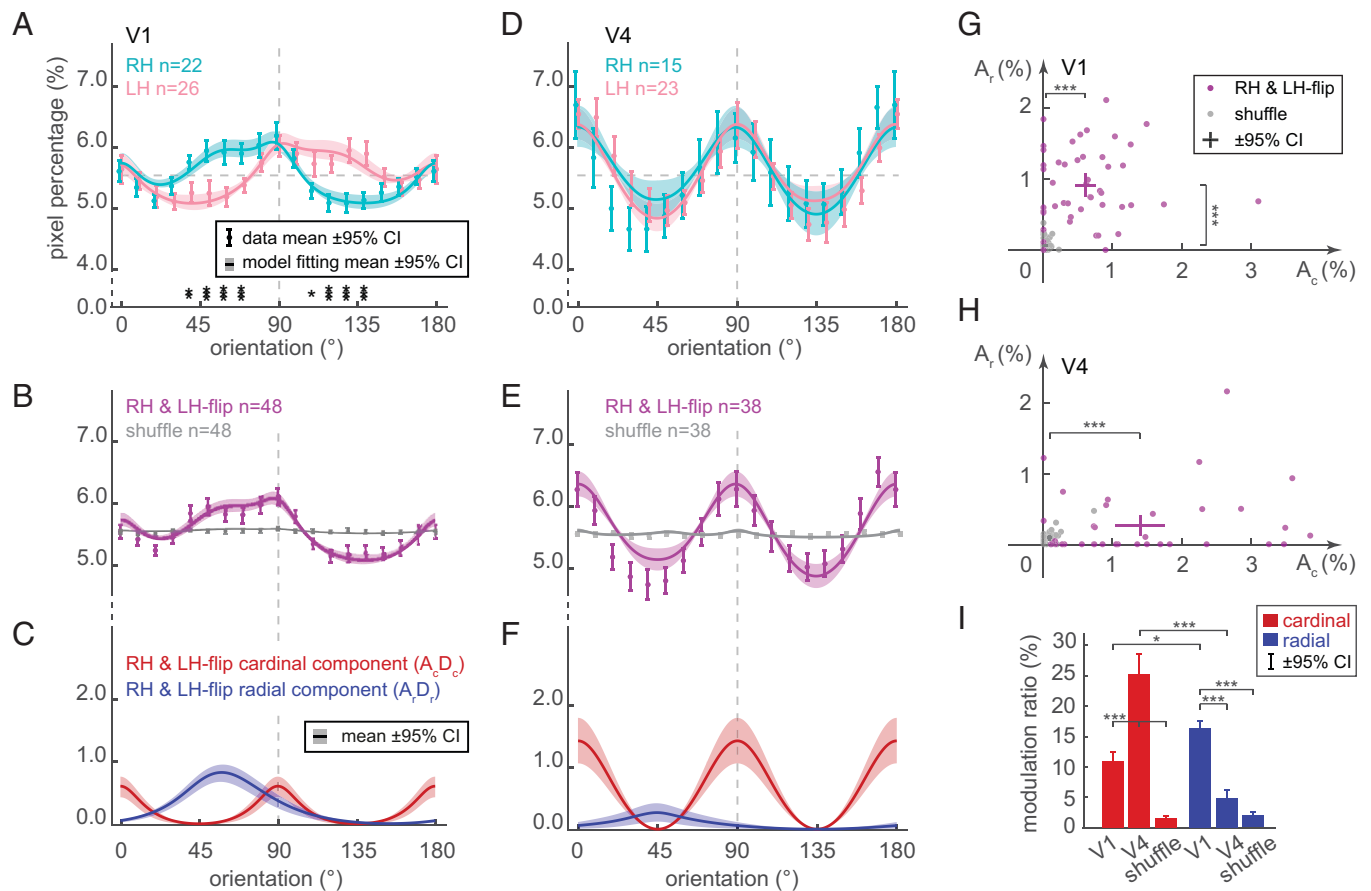 A
V1
RH n=22
LH n=26
pixel percentage (%)
7.0
6.0
5.0
4.0
0.0
data mean ±95% CI
model fitting mean ±95% CI
* ** *** *** *** * *** *** ***
0 45 90 135 180
orientation (°)
B
RH & LH-flip n=48
shuffle n=48
7.0
6.0
5.0
C
RH & LH-flip cardinal component (AcDc)
RH & LH-flip radial component (ArDr)
mean ±95% CI
2.0
1.0
0.0
0 45 90 135 180
orientation (°)
D
V4
RH n=15
LH n=23
7.0
6.0
5.0
4.0
0.0
0 45 90 135 180
orientation (°)
E
RH & LH-flip n=38
shuffle n=38
7.0
6.0
5.0
F
2.0
1.0
0.0
0 45 90 135 180
orientation (°)
G
Ar (%)
V1
***
RH & LH-flip
shuffle
±95% CI
2
1
***
0 1 2 3
Ac (%)
H
Ar (%)
V4
***
2
1
0 1 2 3
Ac (%)
I
cardinal
radial
±95% CI
modulation ratio (%)
30
25
20
15
10
5
0
***
*
***
***
***
V1 V4 shuffle V1 V4 shuffle